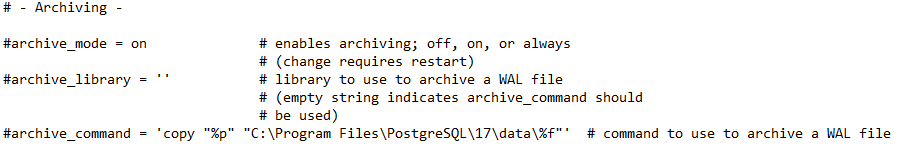 # - Archiving -
#archive_mode = on # enables archiving; off, on, or always
# (change requires restart)
#archive_library = '' # library to use to archive a WAL file
# (empty string indicates archive_command should
# be used)
#archive_command = 'copy "%p" "C:\Program Files\PostgreSQL\17\data\%f"' # command to use to archive a WAL file